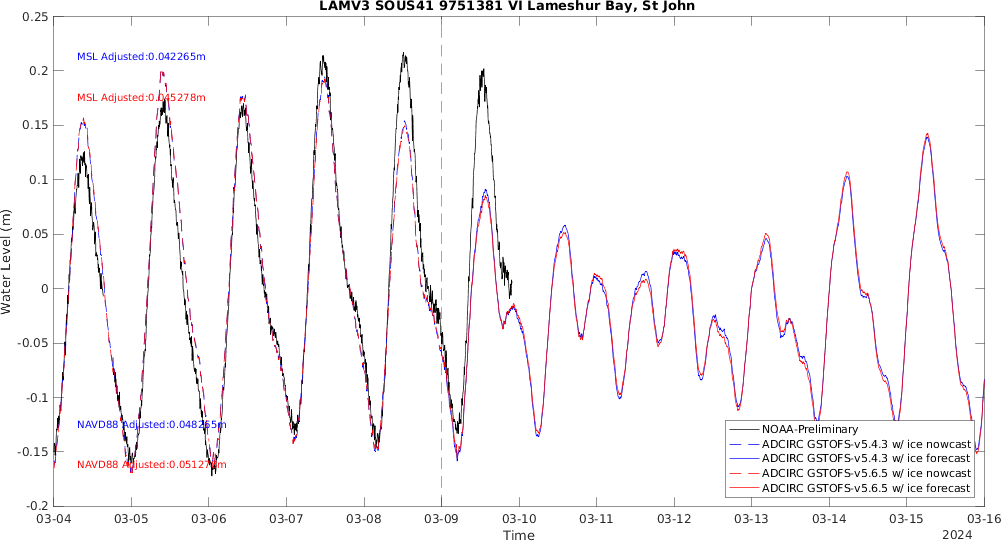 LAMV3 SOUS41 9751381 VI Lameshur Bay, St John
0.25
0.2
0.15
0.1
0.05
0
-0.05
-0.1
-0.15
-0.2
Water Level (m)
MSL Adjusted:0.042265m
MSL Adjusted:0.045278m
NAVD88 Adjusted:0.048265m
NAVD88 Adjusted:0.051278m
NOAA-Preliminary
ADCIRC GSTOFS-v5.4.3 w/ ice nowcast
ADCIRC GSTOFS-v5.4.3 w/ ice forecast
ADCIRC GSTOFS-v5.6.5 w/ ice nowcast
ADCIRC GSTOFS-v5.6.5 w/ ice forecast
03-04 03-05 03-06 03-07 03-08 03-09 03-10 03-11 03-12 03-13 03-14 03-15 03-16
Time
2024